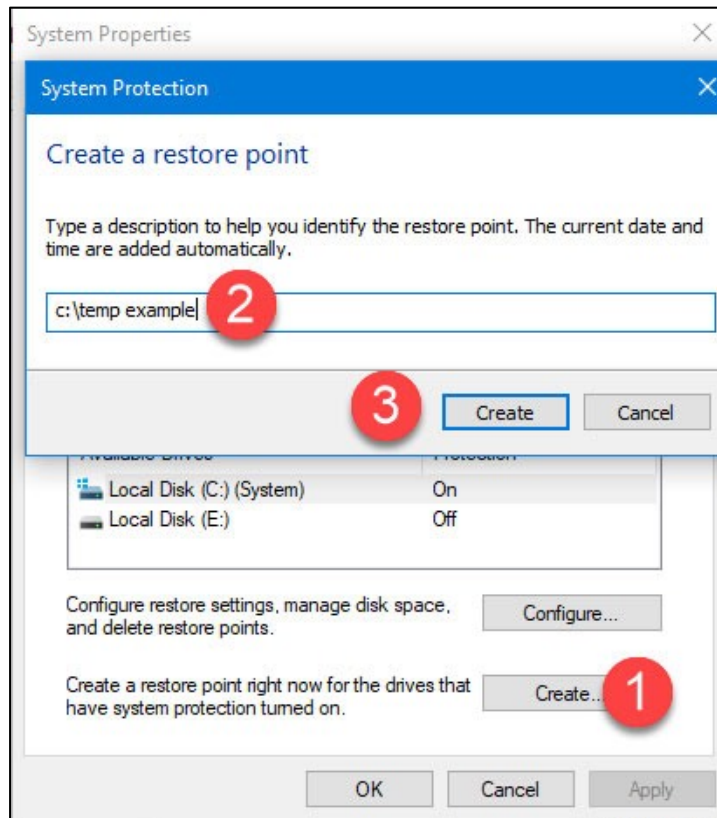 System Properties
System Protection
Create a restore point
Type a description to help you identify the restore point. The current date and
time are added automatically.
c:\temp example
2
3
Create
Cancel
Available Drives
Protection
Local Disk (C:) (System)
On
Local Disk (E:)
Off
Configure restore settings, manage disk space,
and delete restore points.
Configure...
Create a restore point right now for the drives that
have system protection turned on.
Create...
1
OK
Cancel
Apply